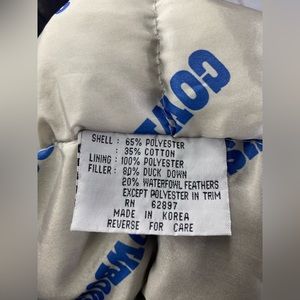 COW
SHELL : 65% POLYESTER
: 35% COTTON
LINING : 100% POLYESTER
FILLER : 80% DUCK DOWN
20% WATERFOWL FEATHERS
EXCEPT POLYESTER IN TRIM
RN 62897
MADE IN KOREA
REVERSE FOR CARE